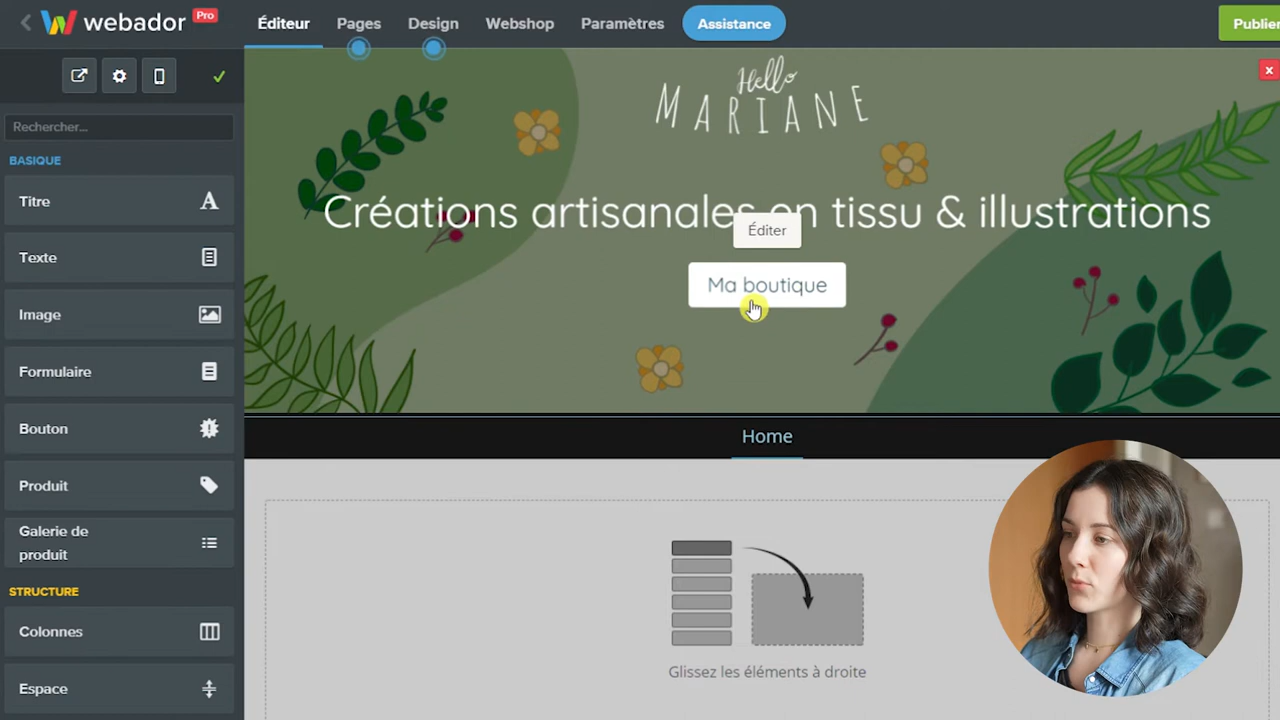 webador Pro
Éditeur Pages Design Webshop Paramètres Assistance Publier
Rechercher...
BASIQUE
Titre
Texte
Image
Formulaire
Bouton
Produit
Galerie de
produit
STRUCTURE
Colonnes
Espace
Hello
MARIANE
Créations artisanales en tissu & illustrations
Éditer
Ma boutique
Home
Glissez les éléments à droite